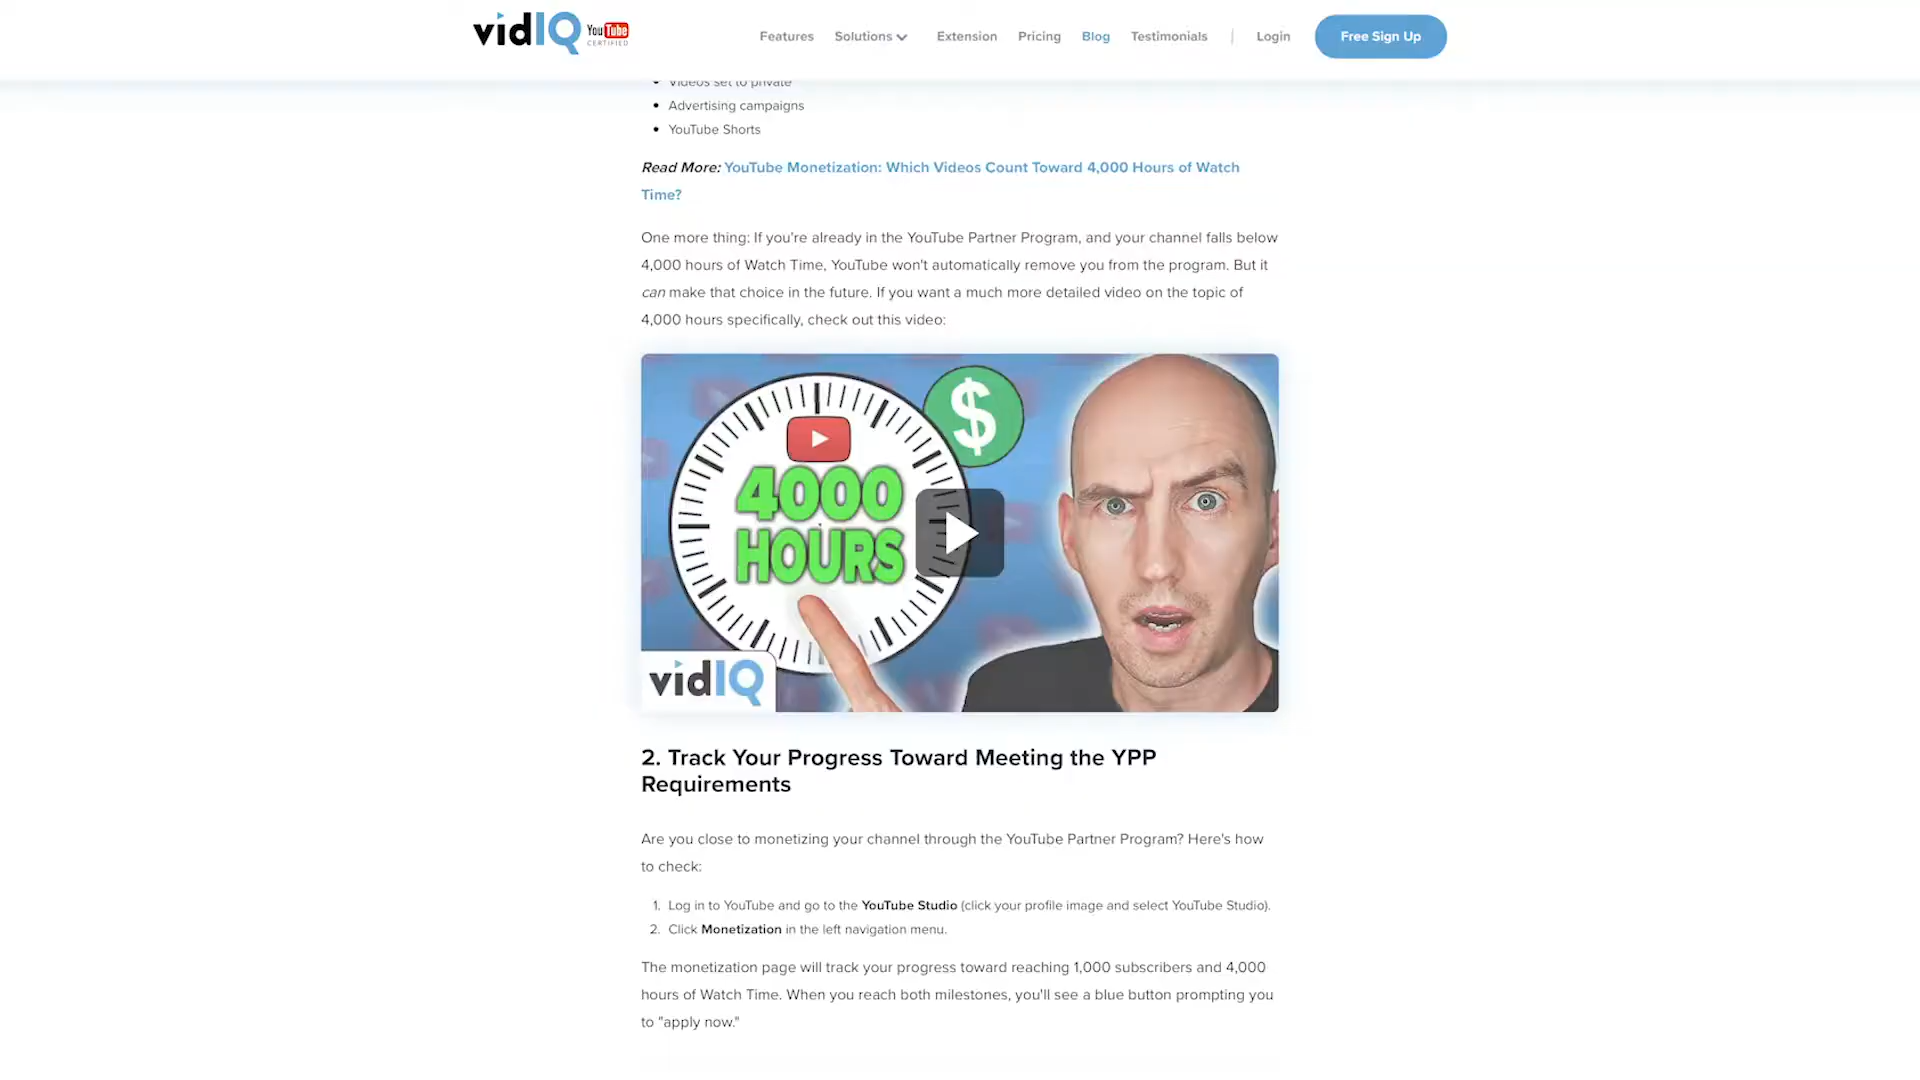 vidIQ YouTube CERTIFIED
Features Solutions Extension Pricing Blog Testimonials | Login Free Sign Up
• Videos set to private
• Advertising campaigns
• YouTube Shorts
Read More: YouTube Monetization: Which Videos Count Toward 4,000 Hours of Watch
Time?
One more thing: If you're already in the YouTube Partner Program, and your channel falls below
4,000 hours of Watch Time, YouTube won't automatically remove you from the program. But it
can make that choice in the future. If you want a much more detailed video on the topic of
4,000 hours specifically, check out this video:
$
4000
HOURS
vidIQ
2. Track Your Progress Toward Meeting the YPP
Requirements
Are you close to monetizing your channel through the YouTube Partner Program? Here's how
to check:
1. Log in to YouTube and go to the YouTube Studio (click your profile image and select YouTube Studio).
2. Click Monetization in the left navigation menu.
The monetization page will track your progress toward reaching 1,000 subscribers and 4,000
hours of Watch Time. When you reach both milestones, you'll see a blue button prompting you
to "apply now."